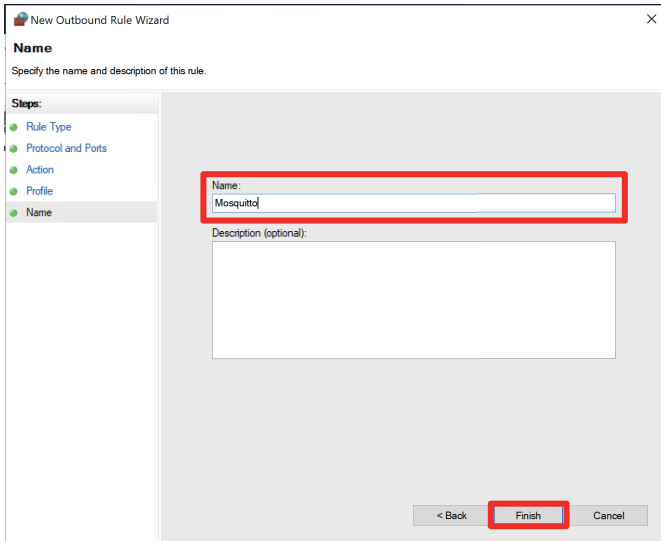 New Outbound Rule Wizard
Name
Specify the name and description of this rule.
Steps:
Rule Type
Protocol and Ports
Action
Profile
Name
Name:
Mosquitto
Description (optional):
< Back
Finish
Cancel